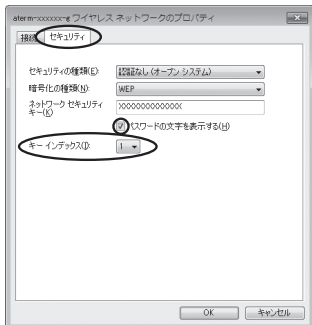 aterm-xxxxxx-g ワイヤレス ネットワークのプロパティ
接続 セキュリティ
セキュリティの種類(E): 認証なし (オープン システム)
暗号化の種類(N): WEP
ネットワーク セキュリティ キー(K) XXXXXXXXXXXXX
パスワードの文字を表示する(H)
キー インデックス(I): 1
OK キャンセル